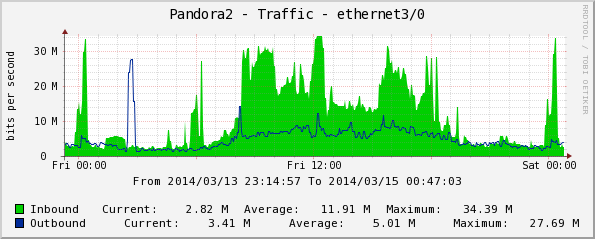 Pandora2 - Traffic - ethernet3/0
RRDTOOL / TOBI OETIKER
bits per second
30 M
20 M
10 M
0
Fri 00:00 Fri 12:00 Sat 00:00
From 2014/03/13 23:14:57 To 2014/03/15 00:47:03
Inbound Current: 2.82 M Average: 11.91 M Maximum: 34.39 M
Outbound Current: 3.41 M Average: 5.01 M Maximum: 27.69 M